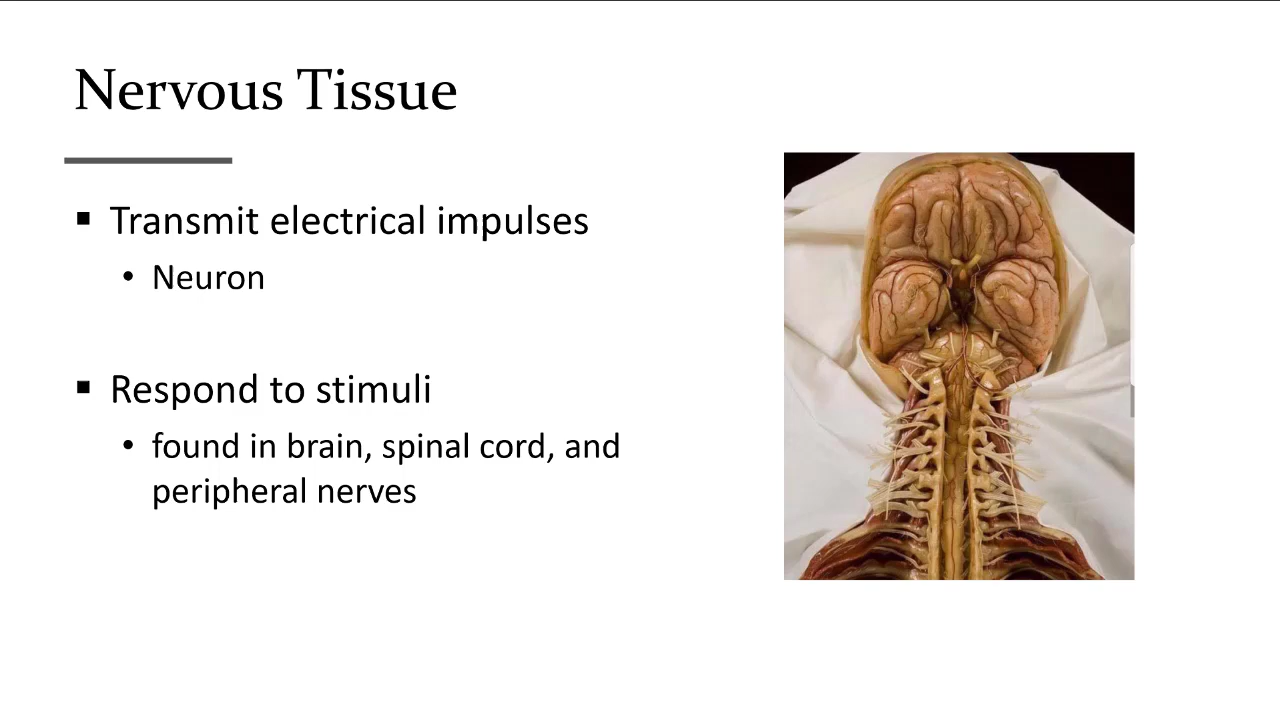 Nervous Tissue
▪ Transmit electrical impulses
• Neuron
▪ Respond to stimuli
• found in brain, spinal cord, and
peripheral nerves